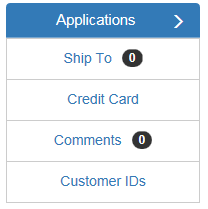 Applications
Ship To 0
Credit Card
Comments 0
Customer IDs